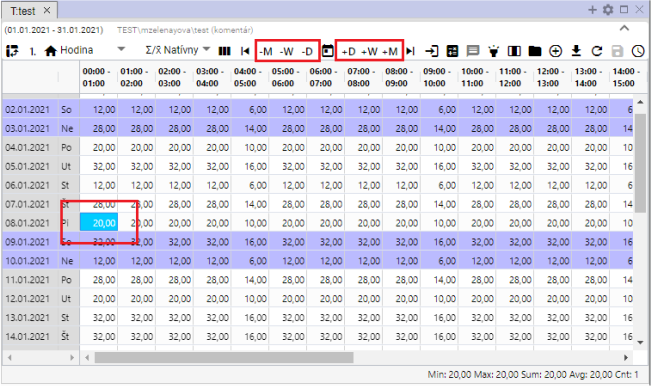 T:test ×
(01.01.2021 - 31.01.2021) TEST\mzelenayova\test (komentár)
1. Hodina Σ/x̄ Natívny -M -W -D +D +W +M
00:00 - 01:00 - 02:00 - 03:00 - 04:00 - 05:00 - 06:00 - 07:00 - 08:00 - 09:00 - 10:00 - 11:00 - 12:00 - 13:00 - 14:00 -
01:00 02:00 03:00 04:00 05:00 06:00 07:00 08:00 09:00 10:00 11:00 12:00 13:00 14:00 15:00
02.01.2021 So 12,00 12,00 12,00 12,00 6,00 12,00 12,00 12,00 12,00 6,00 12,00 12,00 12,00 12,00 6
03.01.2021 Ne 28,00 28,00 28,00 28,00 14,00 28,00 28,00 28,00 28,00 14,00 28,00 28,00 28,00 28,00 14
04.01.2021 Po 20,00 20,00 20,00 20,00 10,00 20,00 20,00 20,00 20,00 10,00 20,00 20,00 20,00 20,00 10
05.01.2021 Ut 32,00 32,00 32,00 32,00 16,00 32,00 32,00 32,00 32,00 16,00 32,00 32,00 32,00 32,00 16
06.01.2021 St 12,00 12,00 12,00 12,00 6,00 12,00 12,00 12,00 12,00 6,00 12,00 12,00 12,00 12,00 6
07.01.2021 Št 28,00 28,00 28,00 28,00 14,00 28,00 28,00 28,00 28,00 14,00 28,00 28,00 28,00 28,00 14
08.01.2021 Pi 20,00 20,00 20,00 20,00 10,00 20,00 20,00 20,00 20,00 10,00 20,00 20,00 20,00 20,00 10
09.01.2021 So 32,00 32,00 32,00 32,00 16,00 32,00 32,00 32,00 32,00 16,00 32,00 32,00 32,00 32,00 16
10.01.2021 Ne 12,00 12,00 12,00 12,00 6,00 12,00 12,00 12,00 12,00 6,00 12,00 12,00 12,00 12,00 6
11.01.2021 Po 28,00 28,00 28,00 28,00 14,00 28,00 28,00 28,00 28,00 14,00 28,00 28,00 28,00 28,00 14
12.01.2021 Ut 20,00 20,00 20,00 20,00 10,00 20,00 20,00 20,00 20,00 10,00 20,00 20,00 20,00 20,00 10
13.01.2021 St 32,00 32,00 32,00 32,00 16,00 32,00 32,00 32,00 32,00 16,00 32,00 32,00 32,00 32,00 16
14.01.2021 Št 32,00 32,00 32,00 32,00 16,00 32,00 32,00 32,00 32,00 16,00 32,00 32,00 32,00 32,00 16
Min: 20,00 Max: 20,00 Sum: 20,00 Avg: 20,00 Cnt: 1